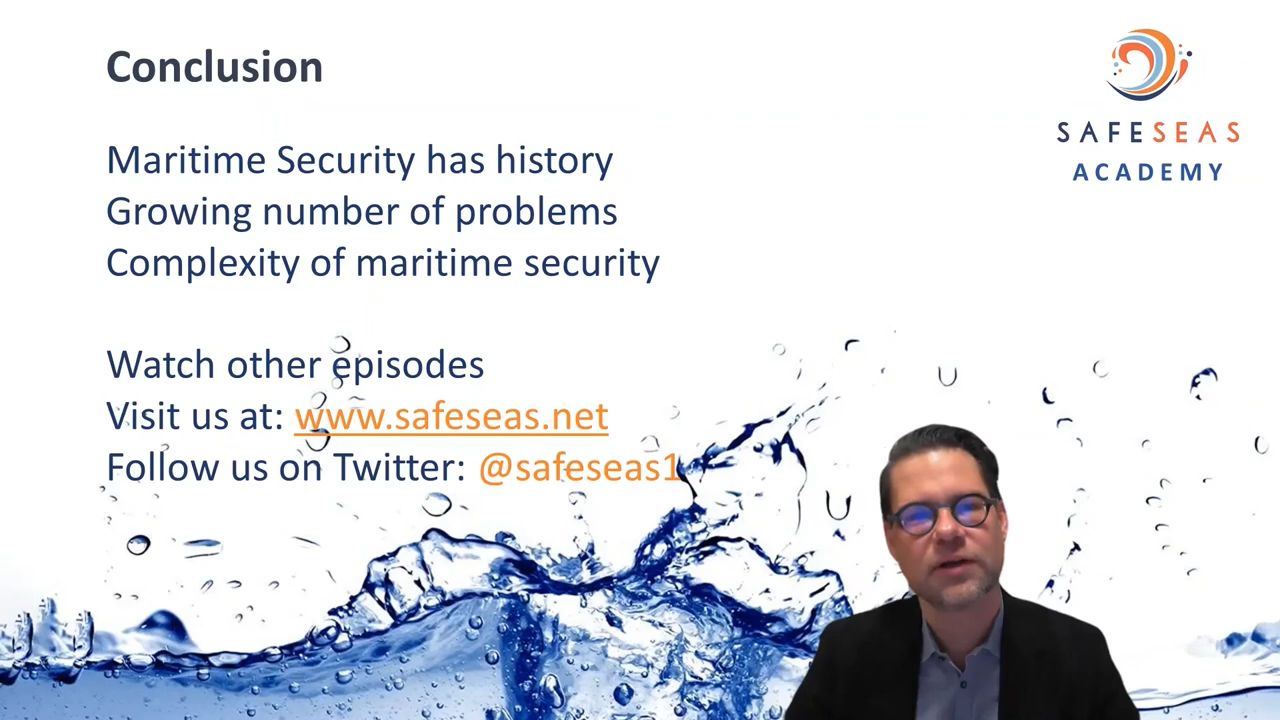 Conclusion
SAFESEAS
ACADEMY
Maritime Security has history
Growing number of problems
Complexity of maritime security
Watch other episodes
Visit us at: www.safeseas.net
Follow us on Twitter: @safeseas1